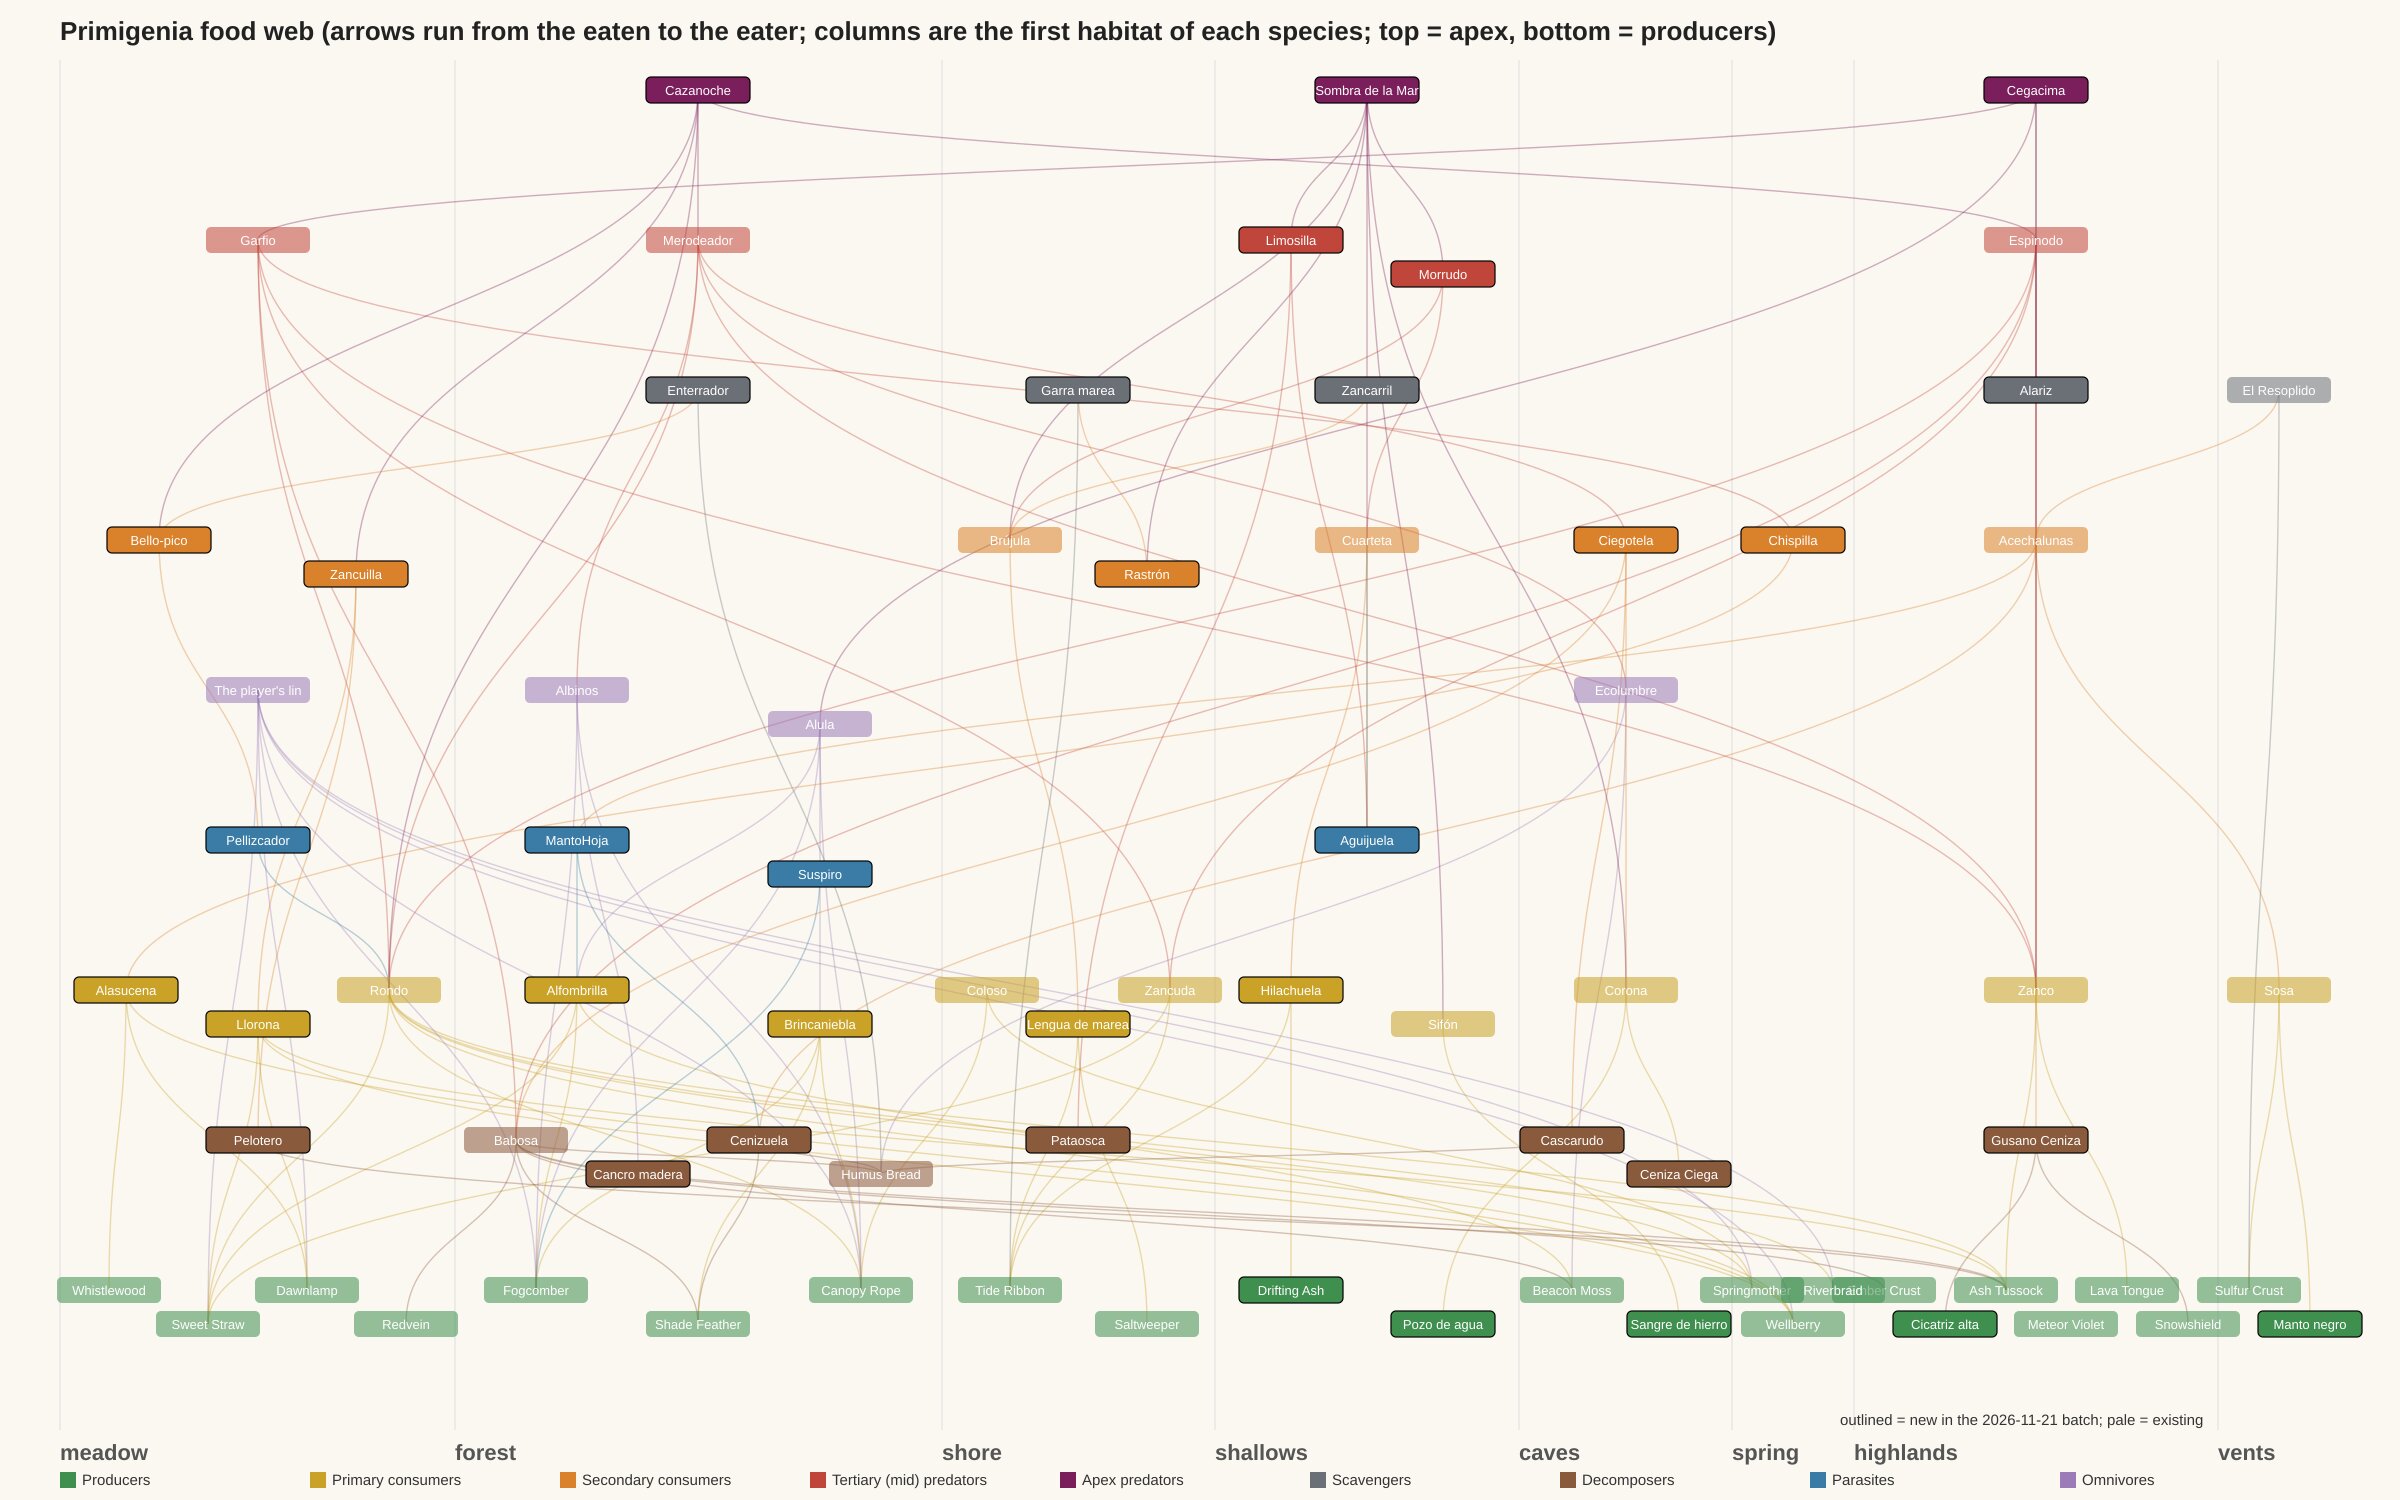 Primigenia food web (arrows run from the eaten to the eater; columns are the first habitat of each species; top = apex, bottom = producers)
Cazanoche
Sombra de la Mar
Cegacima
Garfio
Merodeador
Limosilla
Espinodo
Morrudo
Enterrador
Garra marea
Zancarril
Alariz
El Resoplido
Bello-pico
Brújula
Cuarteta
Ciegotela
Chispilla
Acechalunas
Zancuilla
Rastrón
The player's lin
Albinos
Ecolumbre
Alula
Pellizcador
MantoHoja
Aguijuela
Suspiro
Alasucena
Rondo
Alfombrilla
Coloso
Zancuda
Hilachuela
Corona
Zanco
Sosa
Llorona
Brincaniebla
Lengua de marea
Sifón
Pelotero
Babosa
Cenizuela
Pataosca
Cascarudo
Gusano Ceniza
Cancro madera
Humus Bread
Ceniza Ciega
Whistlewood
Dawnlamp
Fogcomber
Canopy Rope
Tide Ribbon
Drifting Ash
Beacon Moss
Springmother
Riverbraid
Crust
Ash Tussock
Lava Tongue
Sulfur Crust
Sweet Straw
Redvein
Shade Feather
Saltweeper
Pozo de agua
Sangre de hierro
Wellberry
Cicatriz alta
Meteor Violet
Snowshield
Manto negro
outlined = new in the 2026-11-21 batch; pale = existing
meadow
forest
shore
shallows
caves
spring
highlands
vents
Producers
Primary consumers
Secondary consumers
Tertiary (mid) predators
Apex predators
Scavengers
Decomposers
Parasites
Omnivores